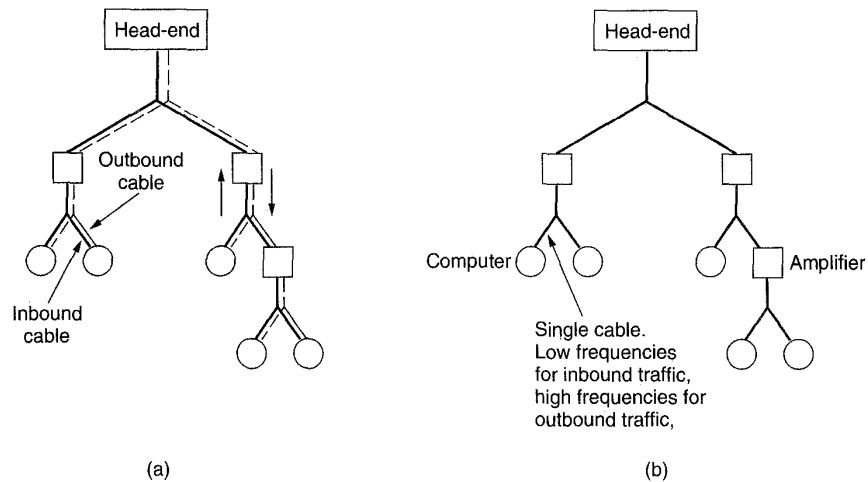 Head-end
Outbound
cable
Inbound
cable
(a)
Head-end
Computer
Amplifier
Single cable.
Low frequencies
for inbound traffic,
high frequencies for
outbound traffic,
(b)